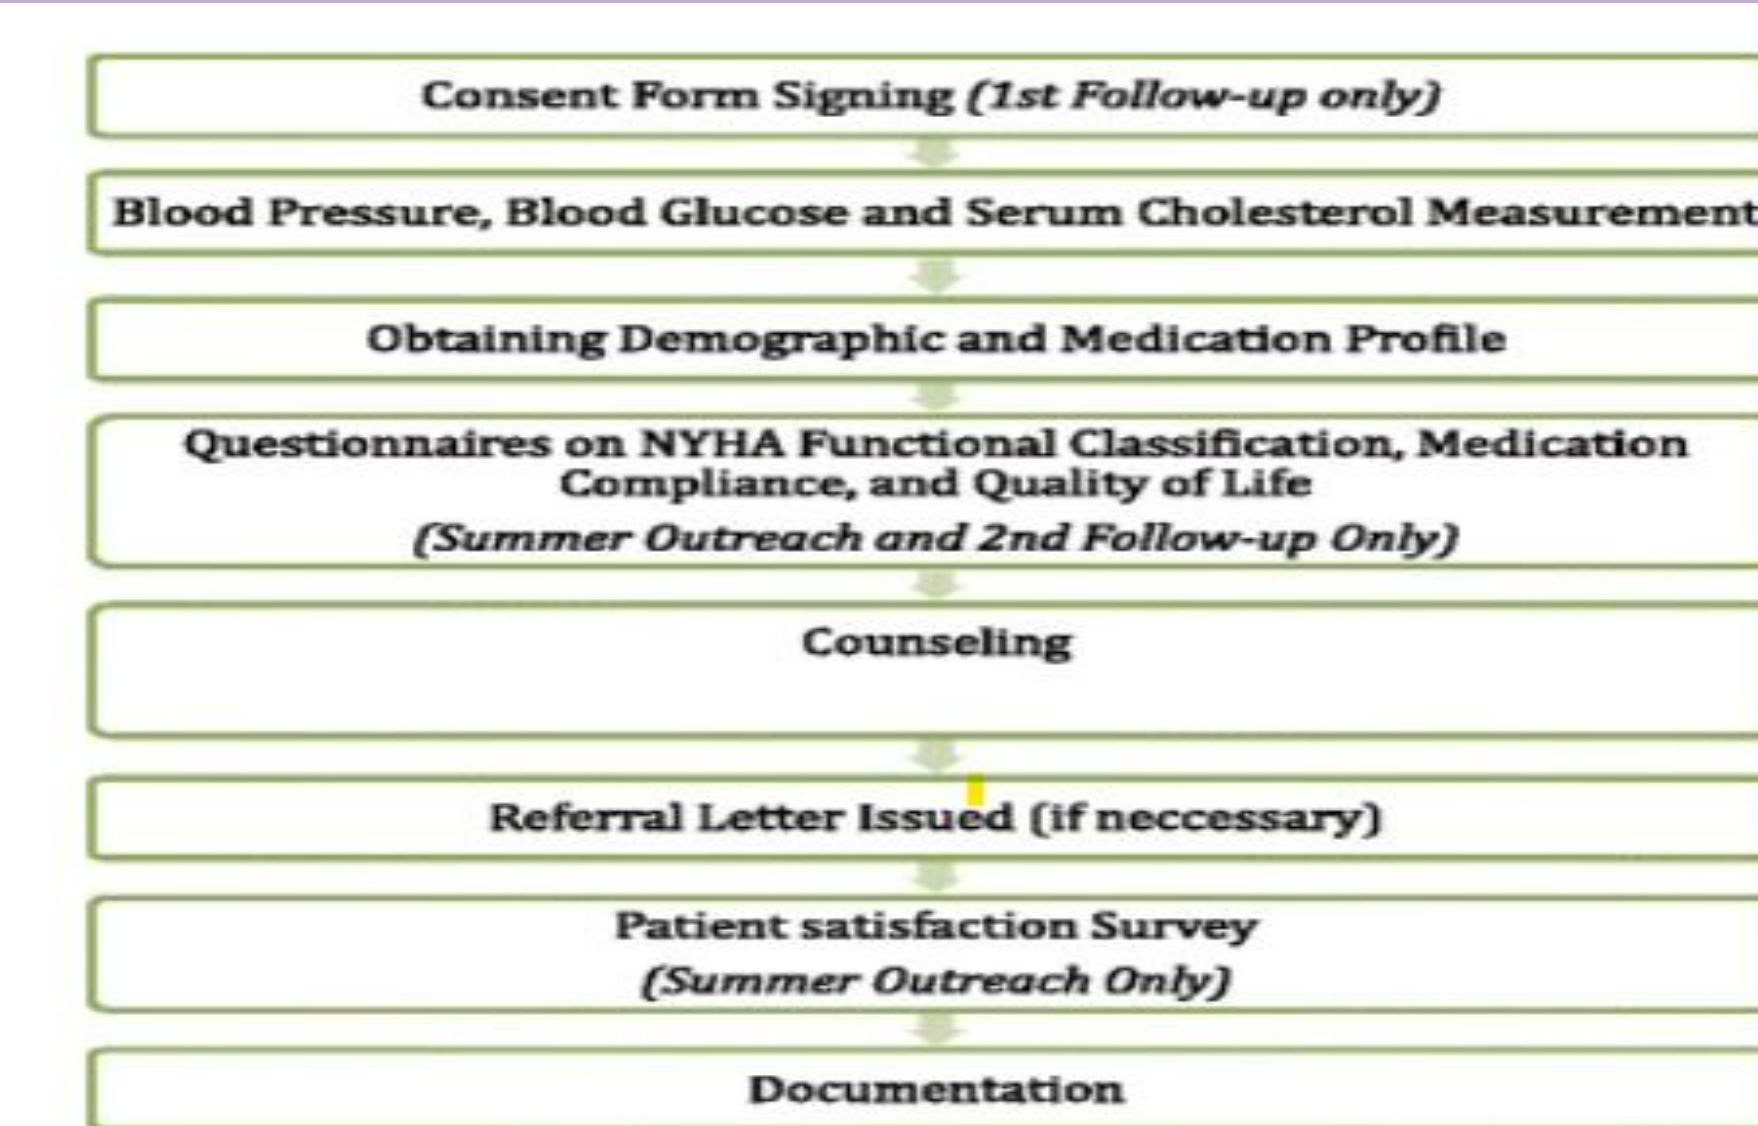 Consent Form Signing (1st Follow-up only)
Blood Pressure, Blood Glucose and Serum Cholesterol Measurement
Obtaining Demographic and Medication Profile
Questionnaires on NYHA Functional Classification, Medication
Compliance, and Quality of Life
(Summer Outreach and 2nd Follow-up Only)
Counseling
Referral Letter Issued (if neccessary)
Patient satisfaction Survey
(Summer Outreach Only)
Documentation